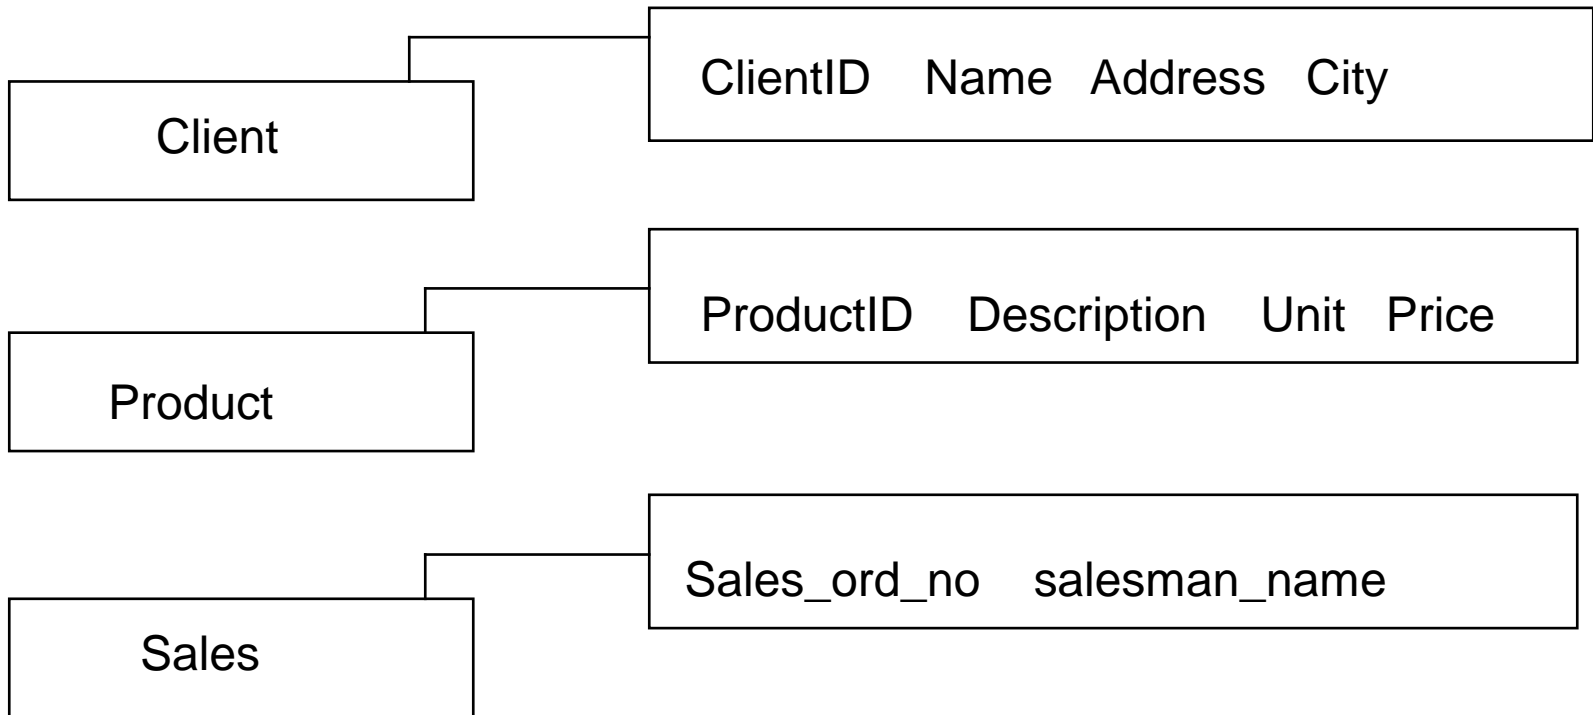 ClientID Name Address City
Client
ProductID Description Unit Price
Product
Sales_ord_no salesman_name
Sales